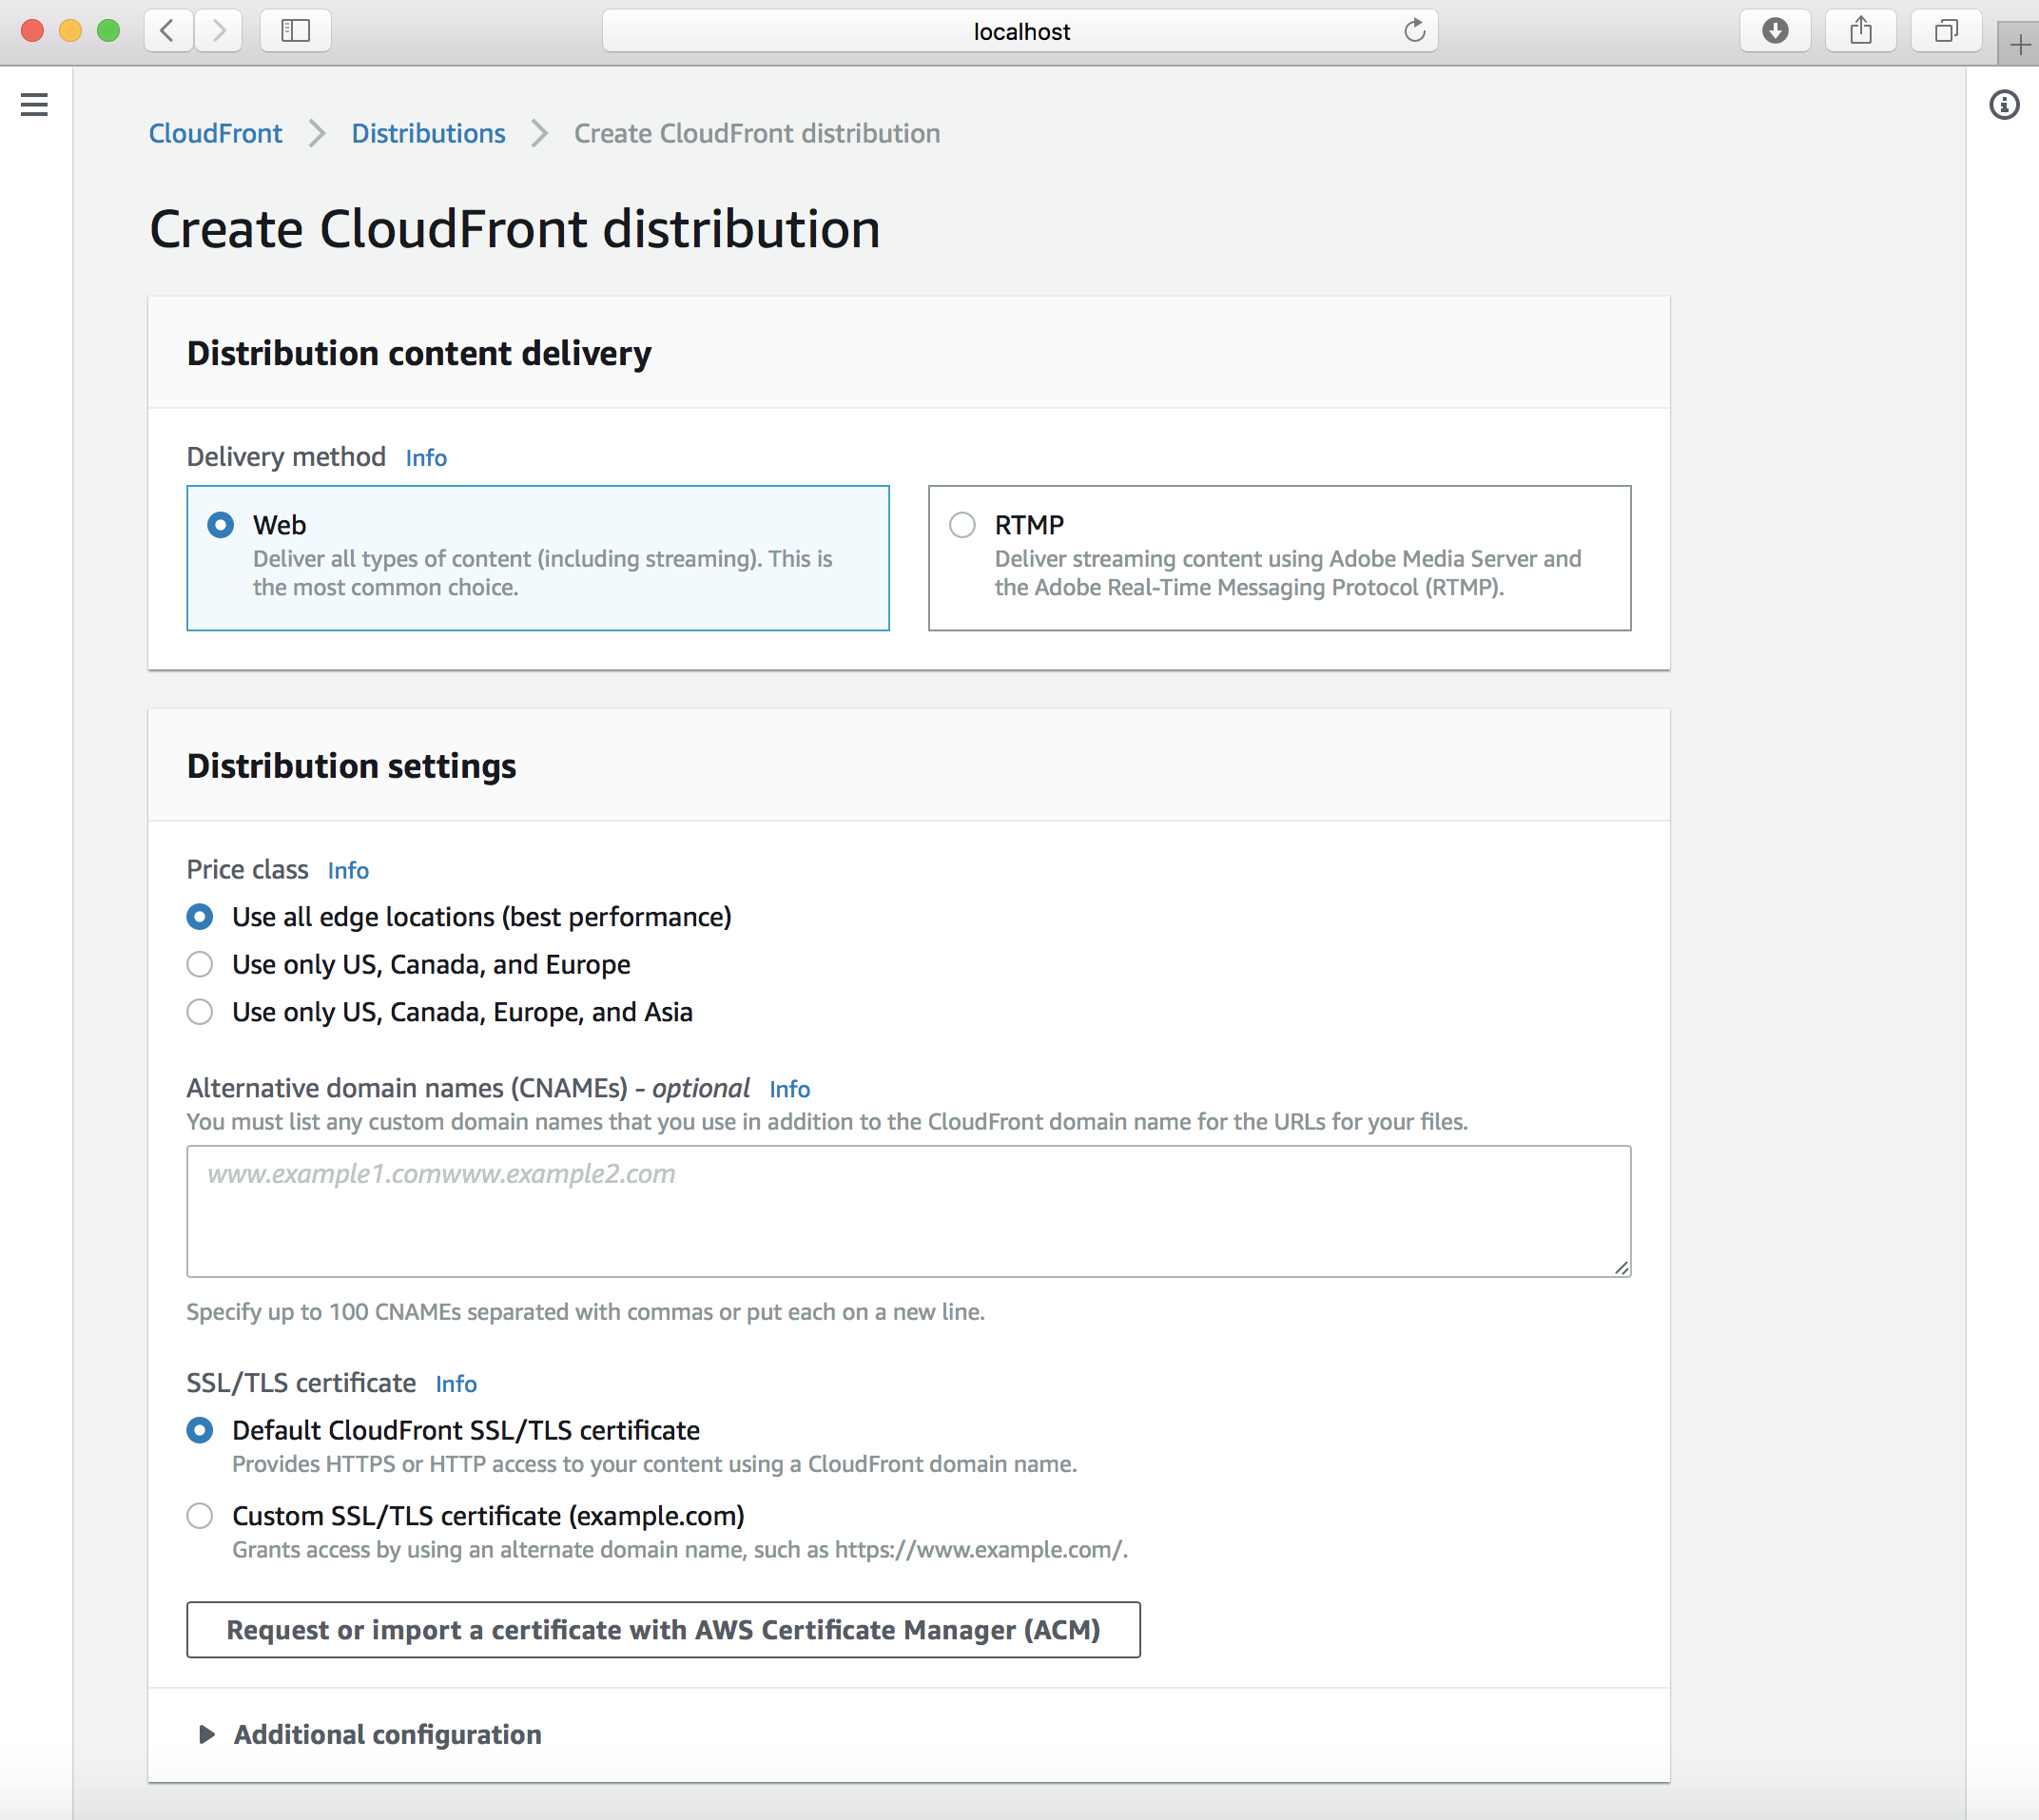 localhost
CloudFront > Distributions > Create CloudFront distribution
Create CloudFront distribution
Distribution content delivery
Delivery method Info
Web
Deliver all types of content (including streaming). This is
the most common choice.
RTMP
Deliver streaming content using Adobe Media Server and
the Adobe Real-Time Messaging Protocol (RTMP).
Distribution settings
Price class Info
Use all edge locations (best performance)
Use only US, Canada, and Europe
Use only US, Canada, Europe, and Asia
Alternative domain names (CNAMEs) - optional Info
You must list any custom domain names that you use in addition to the CloudFront domain name for the URLs for your files.
www.example1.comwww.example2.com
Specify up to 100 CNAMEs separated with commas or put each on a new line.
SSL/TLS certificate Info
Default CloudFront SSL/TLS certificate
Provides HTTPS or HTTP access to your content using a CloudFront domain name.
Custom SSL/TLS certificate (example.com)
Grants access by using an alternate domain name, such as https://www.example.com/.
Request or import a certificate with AWS Certificate Manager (ACM)
Additional configuration